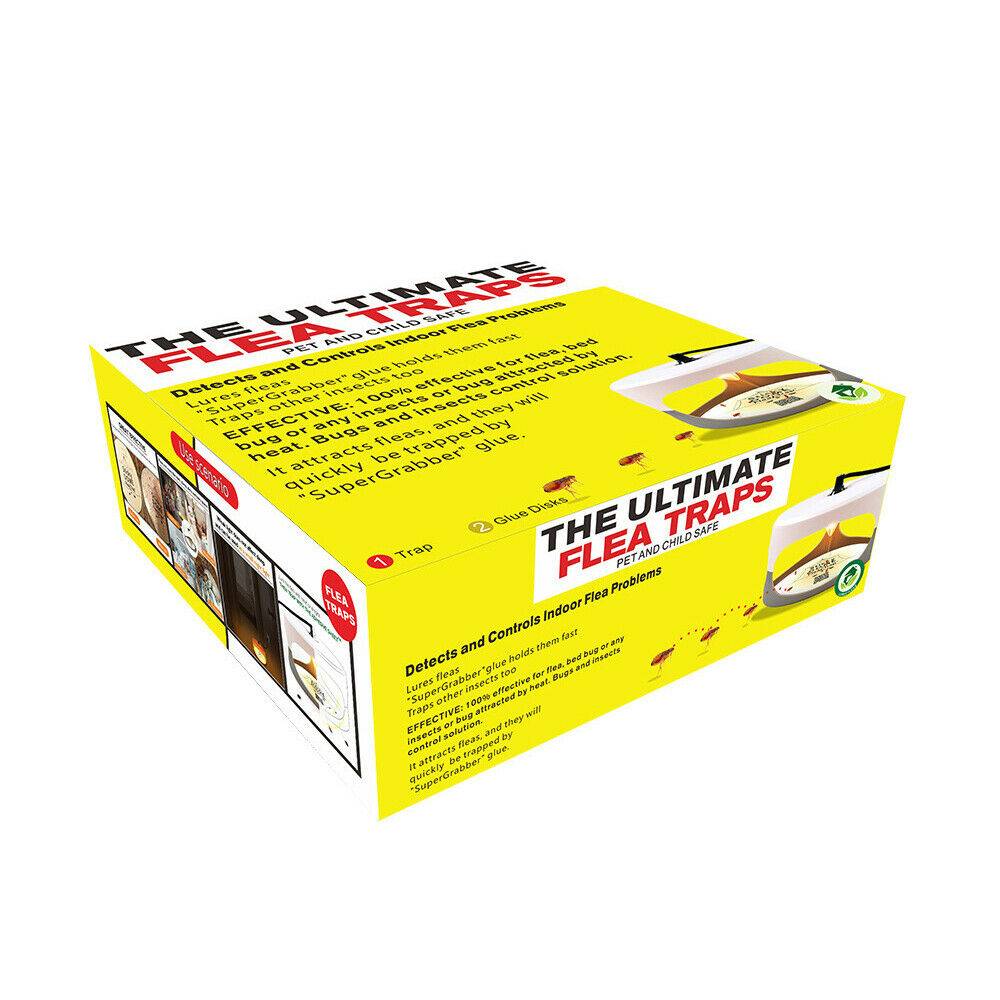 THE ULTIMATE
FLEA TRAPS
PET AND CHILD SAFE
Detects and Controls Indoor Flea Problems
Lures fleas
"SuperGrabber" glue holds them fast
Traps other insects too
EFFECTIVE: 100% effective for flea, bed
bug or any insects or bug attracted by
heat. Bugs and insects control solution.
It attracts fleas, and they will
quickly be trapped by
"SuperGrabber" glue.
1 Trap
2 Glue Disks
Use scenario
FLEA
TRAPS
THE ULTIMATE
FLEA TRAPS
PET AND CHILD SAFE
Detects and Controls Indoor Flea Problems
Lures fleas
"SuperGrabber"glue holds them fast
Traps other insects too
EFFECTIVE: 100% effective for flea, bed bug or any
insects or bug attracted by heat. Bugs and insects
control solution.
It attracts fleas, and they will
quickly be trapped by
"SuperGrabber" glue.